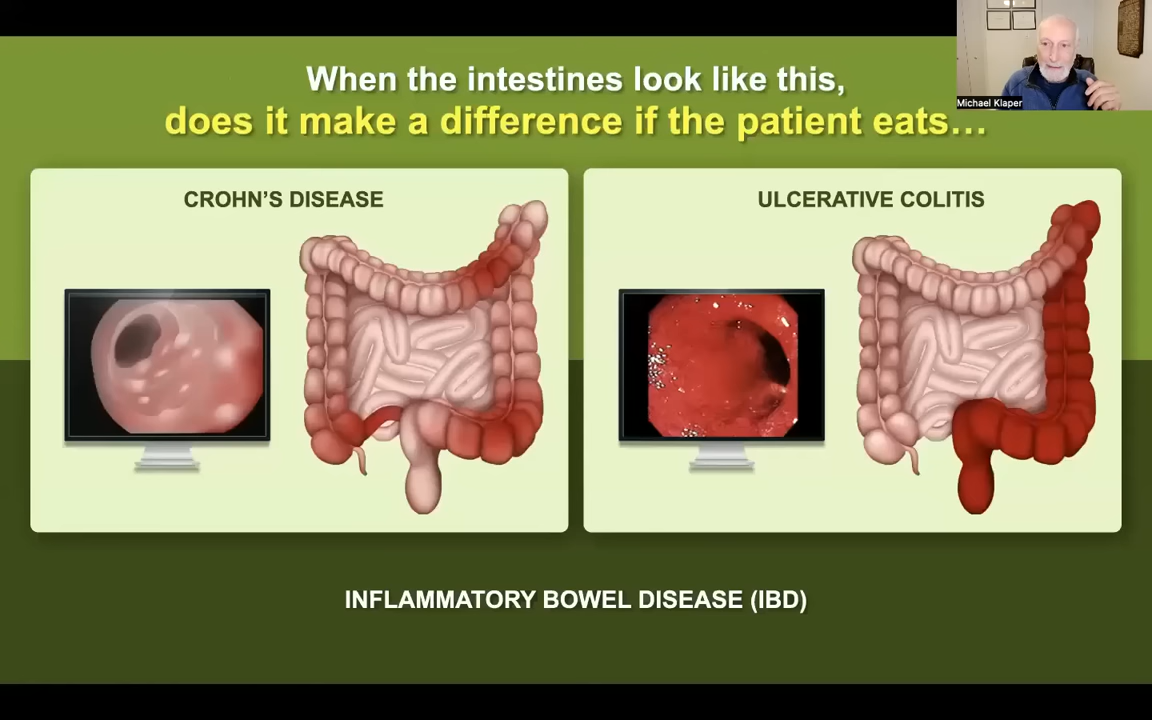 When the intestines look like this,
does it make a difference if the patient eats…
Michael Klaper
CROHN’S DISEASE
ULCERATIVE COLITIS
INFLAMMATORY BOWEL DISEASE (IBD)